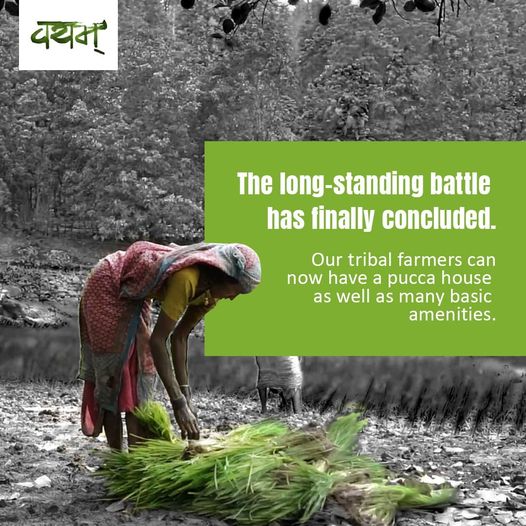 वयम्
The long-standing battle
has finally concluded.
Our tribal farmers can
now have a pucca house
as well as many basic
amenities.